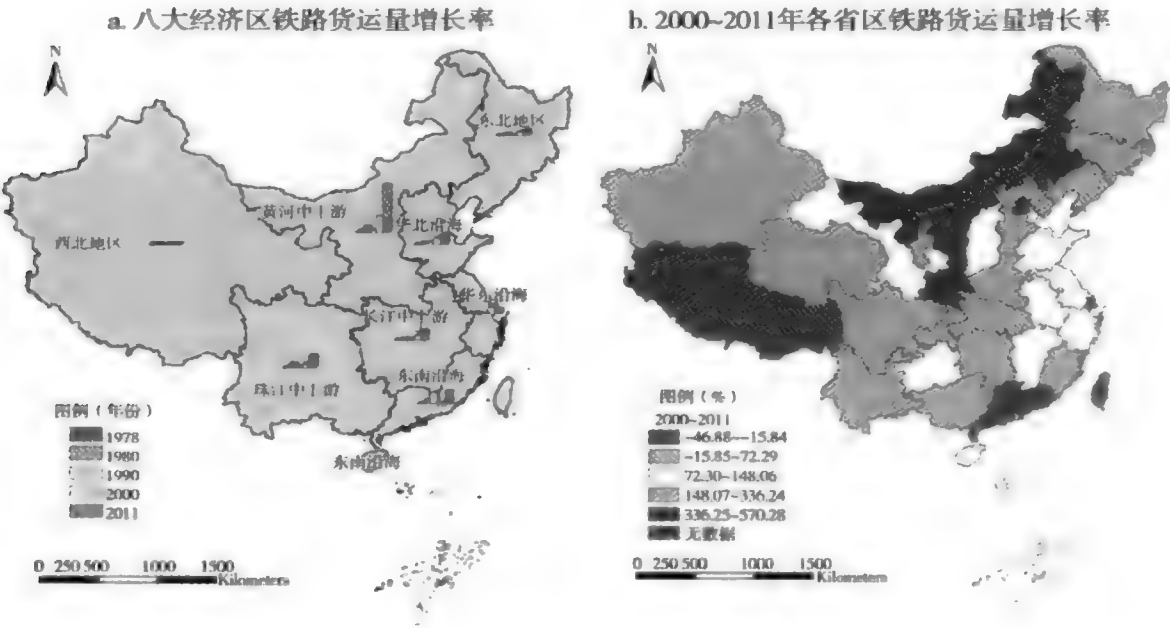 a. 八大经济区铁路货运量增长率
N
东北地区
黄河中上游
华北沿海
西北地区
华东沿海
长江中上游
东南沿海
珠江中上游
图例（年份）
1978
1980
1990
2000
2011
东南沿海
0 250 500 1000 1500
Kilometers
b. 2000~2011年各省区铁路货运量增长率
N
图例（%）
2000~2011
-46.88~-15.84
-15.85~72.29
72.30~148.06
148.07~336.24
336.25~570.28
无数据
0 250 500 1000 1500
Kilometers